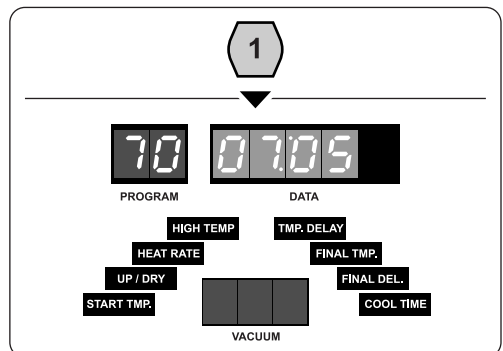 1
70 07:05
PROGRAM DATA
HIGH TEMP TMP. DELAY
HEAT RATE FINAL TMP.
UP / DRY FINAL DEL.
START TMP. COOL TIME
VACUUM